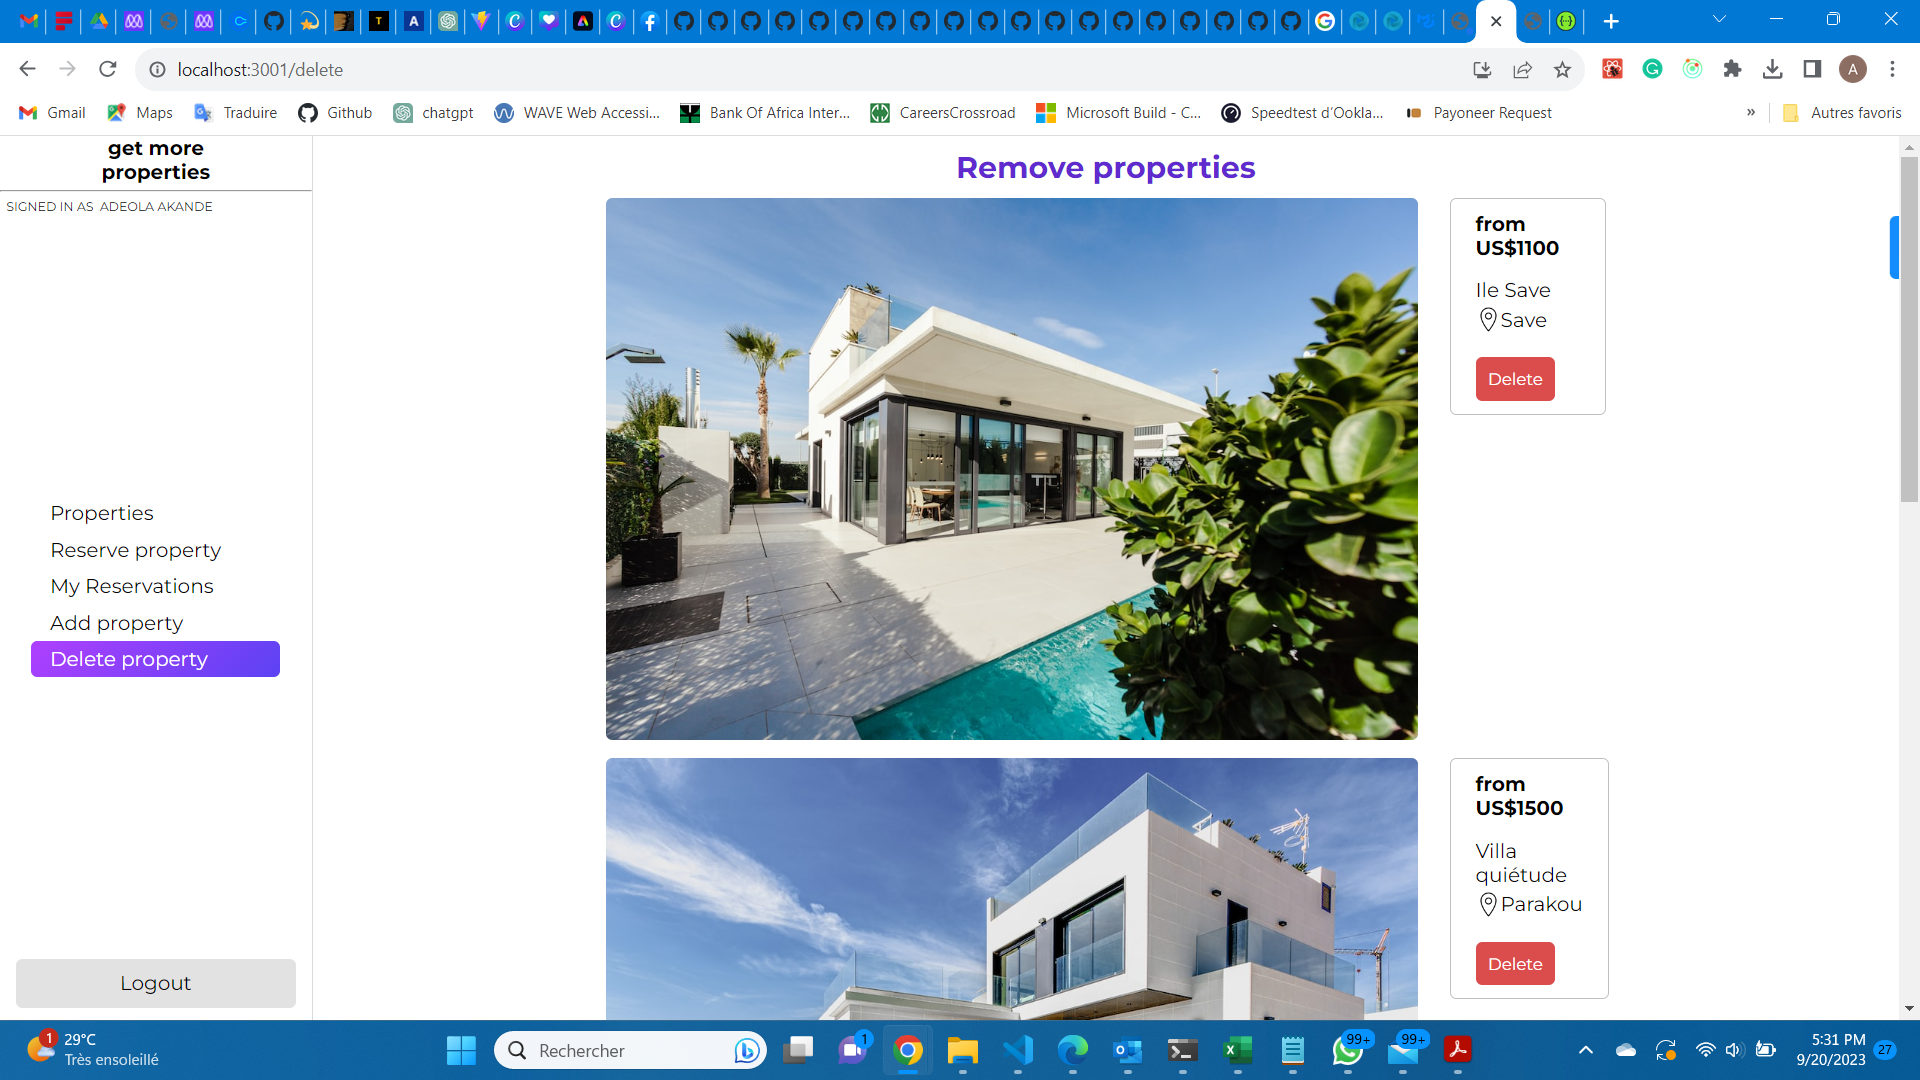 localhost:3001/delete
Gmail
Maps
Traduire
Github
chatgpt
WAVE Web Accessi...
Bank Of Africa Inter...
CareersCrossroad
Microsoft Build - C...
Speedtest d'Ookla...
Payoneer Request
»
Autres favoris
A
get more
properties
SIGNED IN AS ADEOLA AKANDE
Properties
Reserve property
My Reservations
Add property
Delete property
Logout
Remove properties
from
US$1100
Ile Save
Save
Delete
from
US$1500
Villa
quiétude
Parakou
Delete
1
29°C
Très ensoleillé
Rechercher
1
99+
99+
5:31 PM
9/20/2023
27